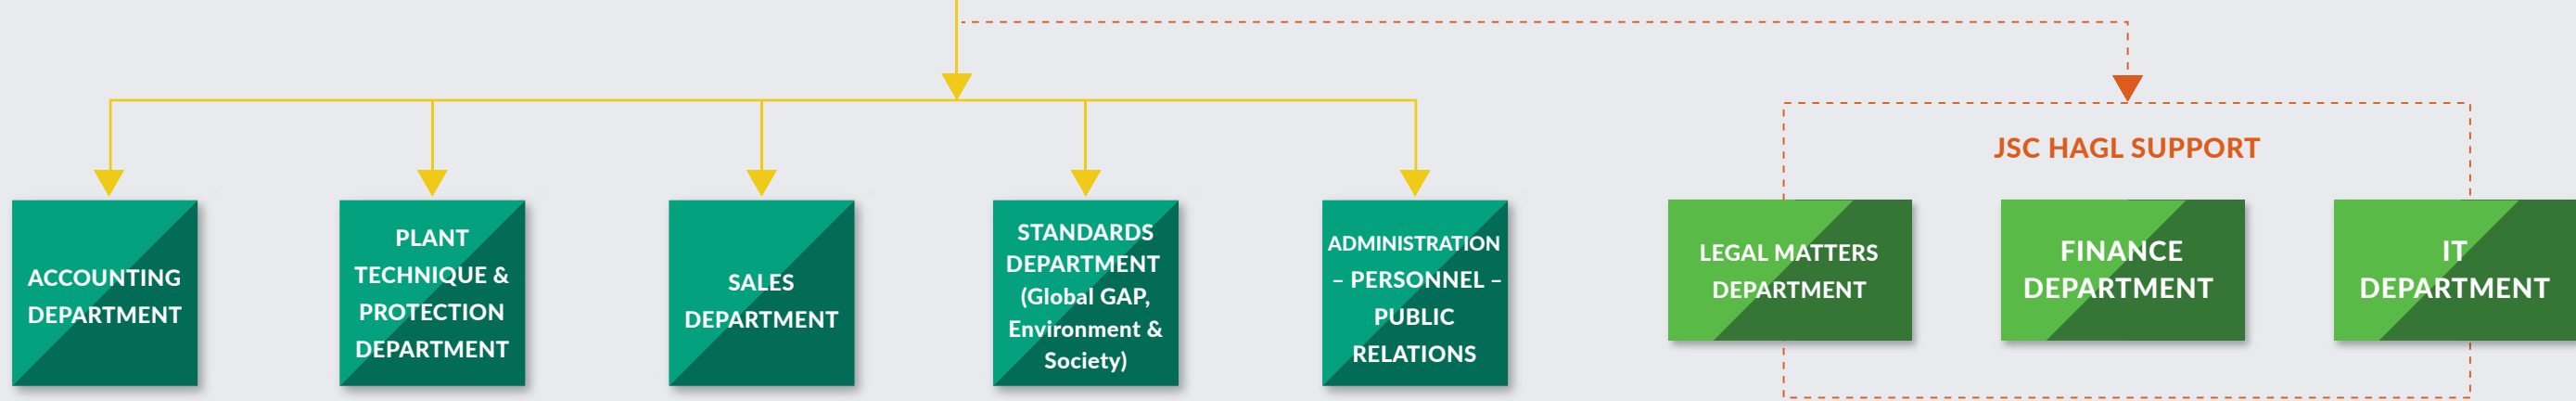 JSC HAGL SUPPORT
ACCOUNTING
DEPARTMENT
PLANT
TECHNIQUE &
PROTECTION
DEPARTMENT
SALES
DEPARTMENT
STANDARDS
DEPARTMENT
(Global GAP,
Environment &
Society)
ADMINISTRATION
– PERSONNEL –
PUBLIC
RELATIONS
LEGAL MATTERS
DEPARTMENT
FINANCE
DEPARTMENT
IT
DEPARTMENT